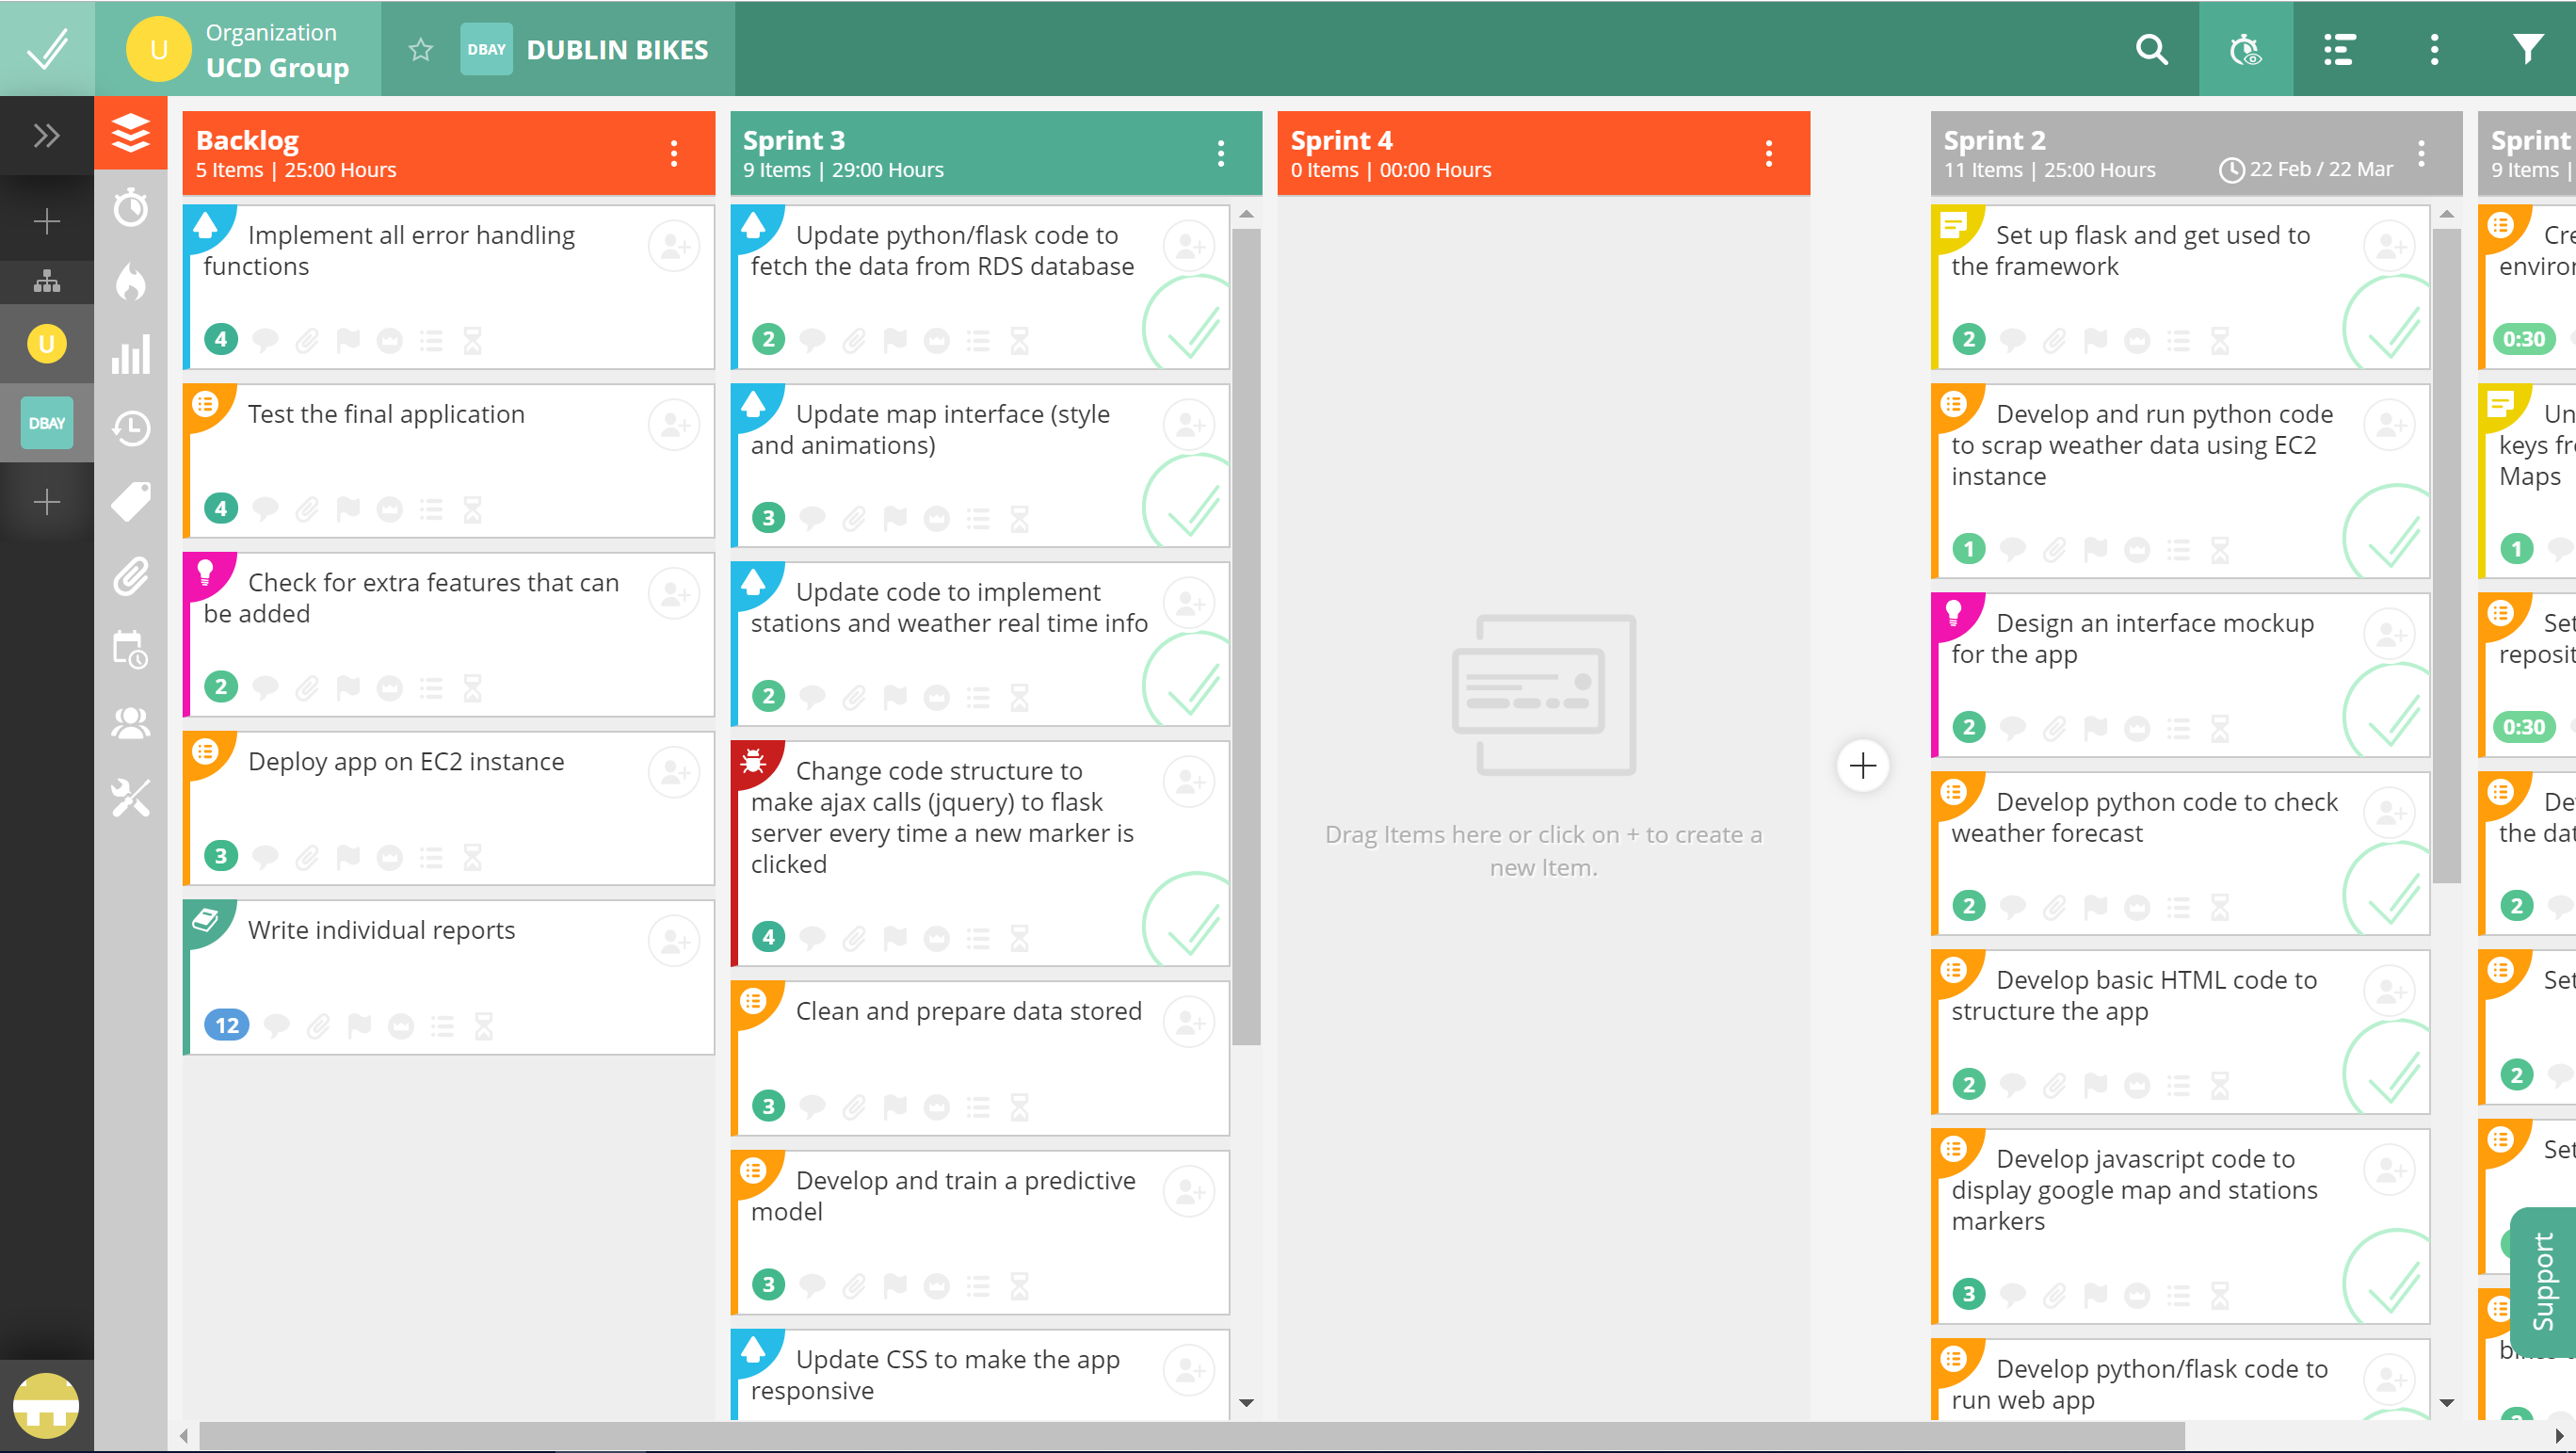 U
Organization
UCD Group
DBAY
DUBLIN BIKES
U
DBAY
Backlog
5 Items | 25:00 Hours
Implement all error handling
functions
4
Test the final application
4
Check for extra features that can
be added
2
Deploy app on EC2 instance
3
Write individual reports
12
Sprint 3
9 Items | 29:00 Hours
Update python/flask code to
fetch the data from RDS database
2
Update map interface (style
and animations)
3
Update code to implement
stations and weather real time info
2
Change code structure to
make ajax calls (jquery) to flask
server every time a new marker is
clicked
4
Clean and prepare data stored
3
Develop and train a predictive
model
3
Update CSS to make the app
responsive
Sprint 4
0 Items | 00:00 Hours
Drag Items here or click on + to create a
new Item.
Sprint 2
11 Items | 25:00 Hours
22 Feb / 22 Mar
Set up flask and get used to
the framework
2
Develop and run python code
to scrap weather data using EC2
instance
1
Design an interface mockup
for the app
2
Develop python code to check
weather forecast
2
Develop basic HTML code to
structure the app
2
Develop javascript code to
display google map and stations
markers
3
Develop python/flask code to
run web app
Sprint
9 Items |
0:30
keys
Maps
1
Set
0:30
the
2
Set
2
Set
Support